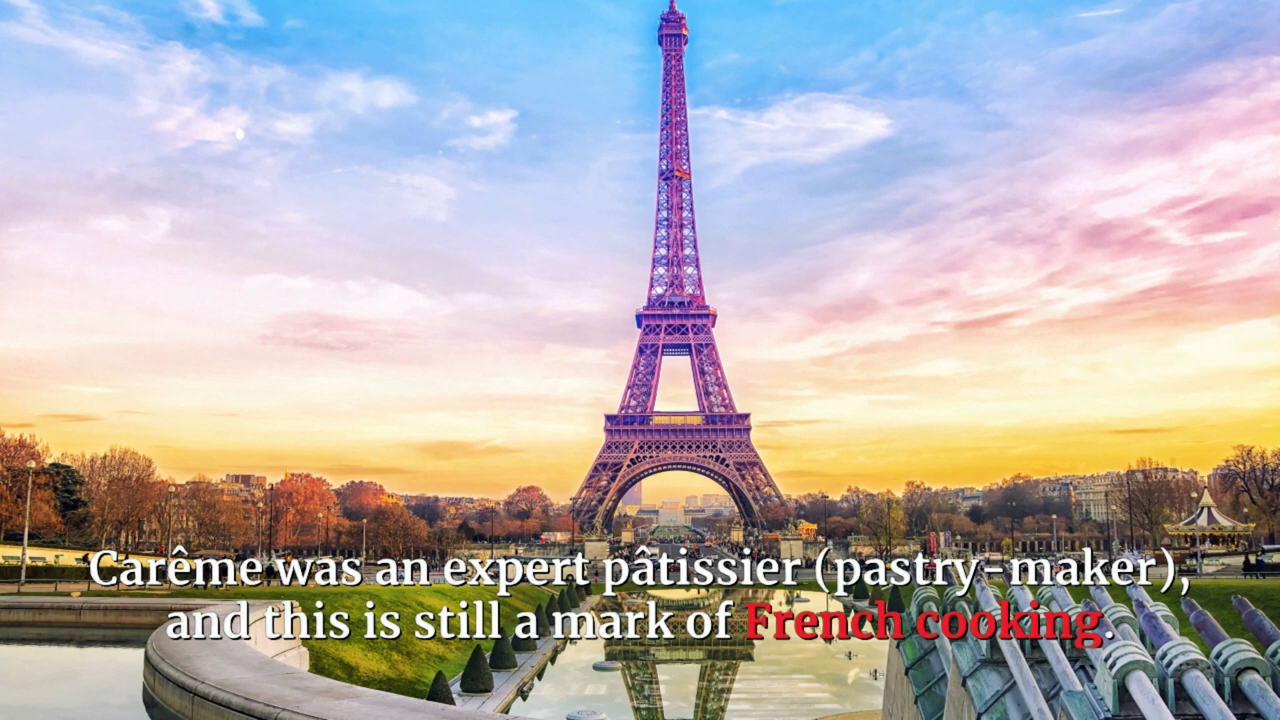 Carême was an expert pâtissier (pastry-maker),
and this is still a mark of French cooking.